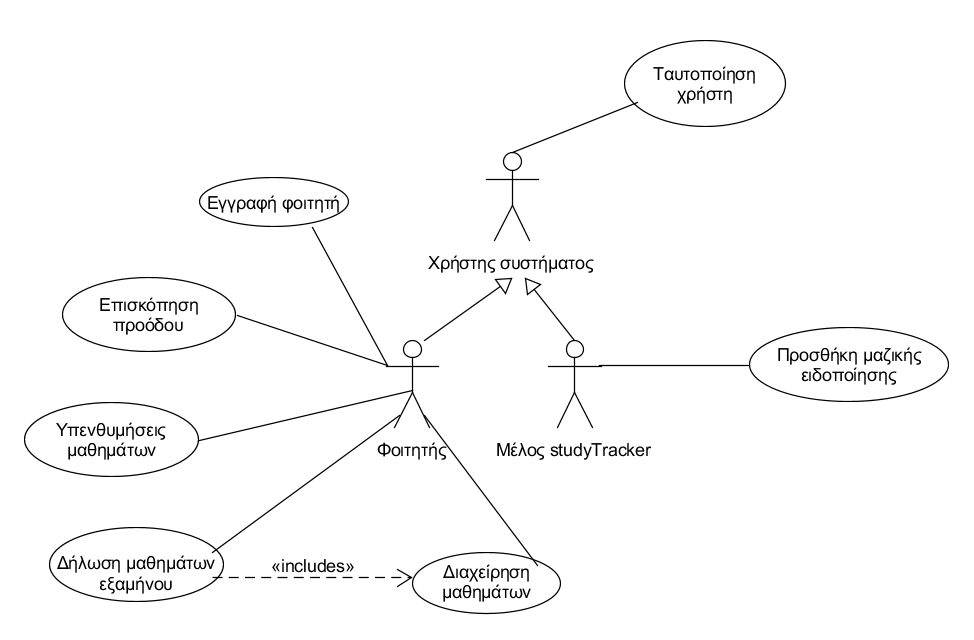 Ταυτοποίηση
χρήστη
Εγγραφή φοιτητή
Χρήστης συστήματος
Επισκόπηση
προόδου
Προσθήκη μαζικής
ειδοποίησης
Υπενθυμήσεις
μαθημάτων
Φοιτητής
Μέλος studyTracker
Δήλωση μαθημάτων
εξαμήνου
«includes»
Διαχείρηση
μαθημάτων